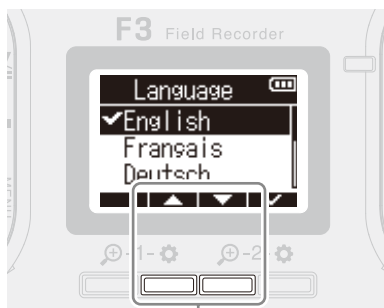 F3 Field Recorder
Language
✔English
Français
Deutsch
-1-
-2-